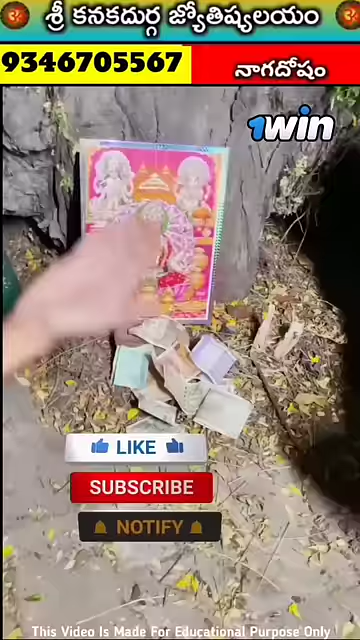 ॐ శ్రీ కనకదుర్గ జ్యోతిష్యలయం ॐ
9346705567
నాగదోషం
1win
LIKE
SUBSCRIBE
NOTIFY
This Video Is Made For Educational Purpose Only